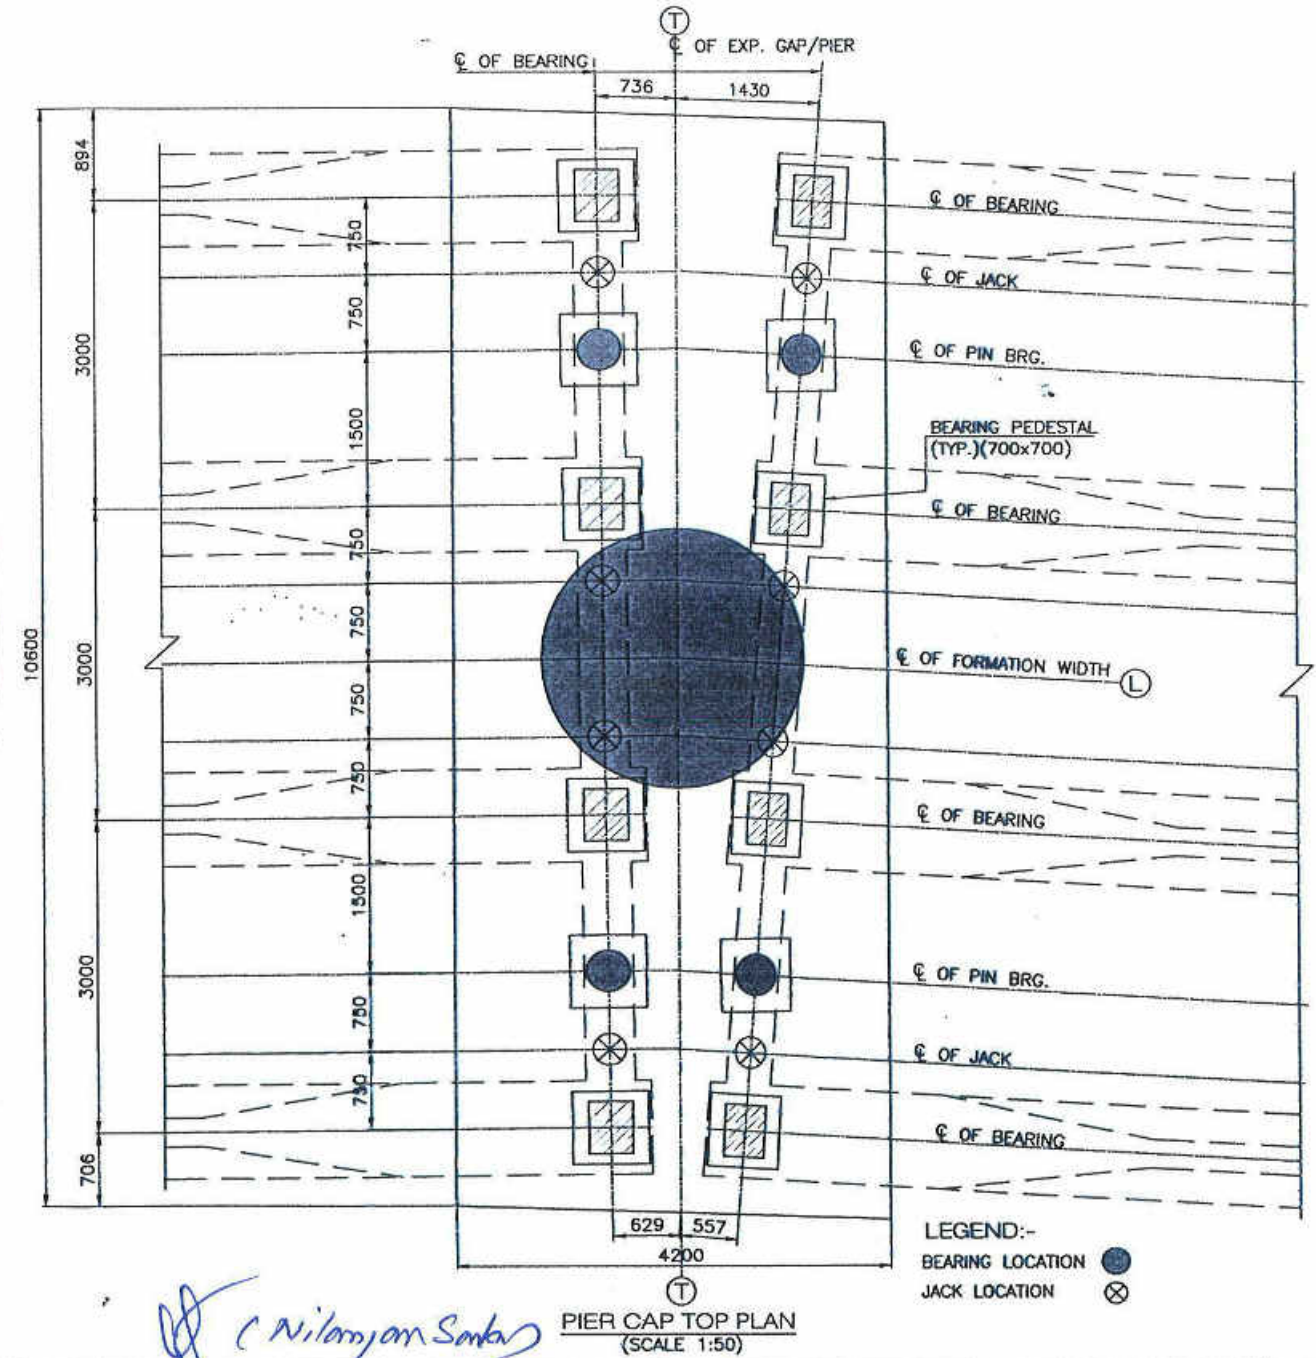 T
℄ OF EXP. GAP/PIER
℄ OF BEARING
736
1430
894
3000
3000
3000
706
10600
750
750
1500
750
750
750
750
1500
750
750
℄ OF BEARING
℄ OF JACK
℄ OF PIN BRG.
BEARING PEDESTAL
(TYP.)(700x700)
℄ OF BEARING
℄ OF FORMATION WIDTH
L
℄ OF BEARING
℄ OF PIN BRG.
℄ OF JACK
℄ OF BEARING
629
557
4200
T
LEGEND:-
BEARING LOCATION
JACK LOCATION
PIER CAP TOP PLAN
(SCALE 1:50)